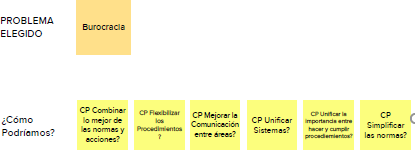 PROBLEMA
ELEGIDO
Burocracia
¿Cómo
Podríamos?
CP Combinar
lo mejor de
las normas y
acciones?
CP Flexibilizar
los
Procedimientos
?
CP Mejorar la
Comunicación
entre áreas?
CP Unificar
Sistemas?
CP Unificar la
importancia entre
hacer y cumplir
procedimientos?
CP
Simplificar
las normas?